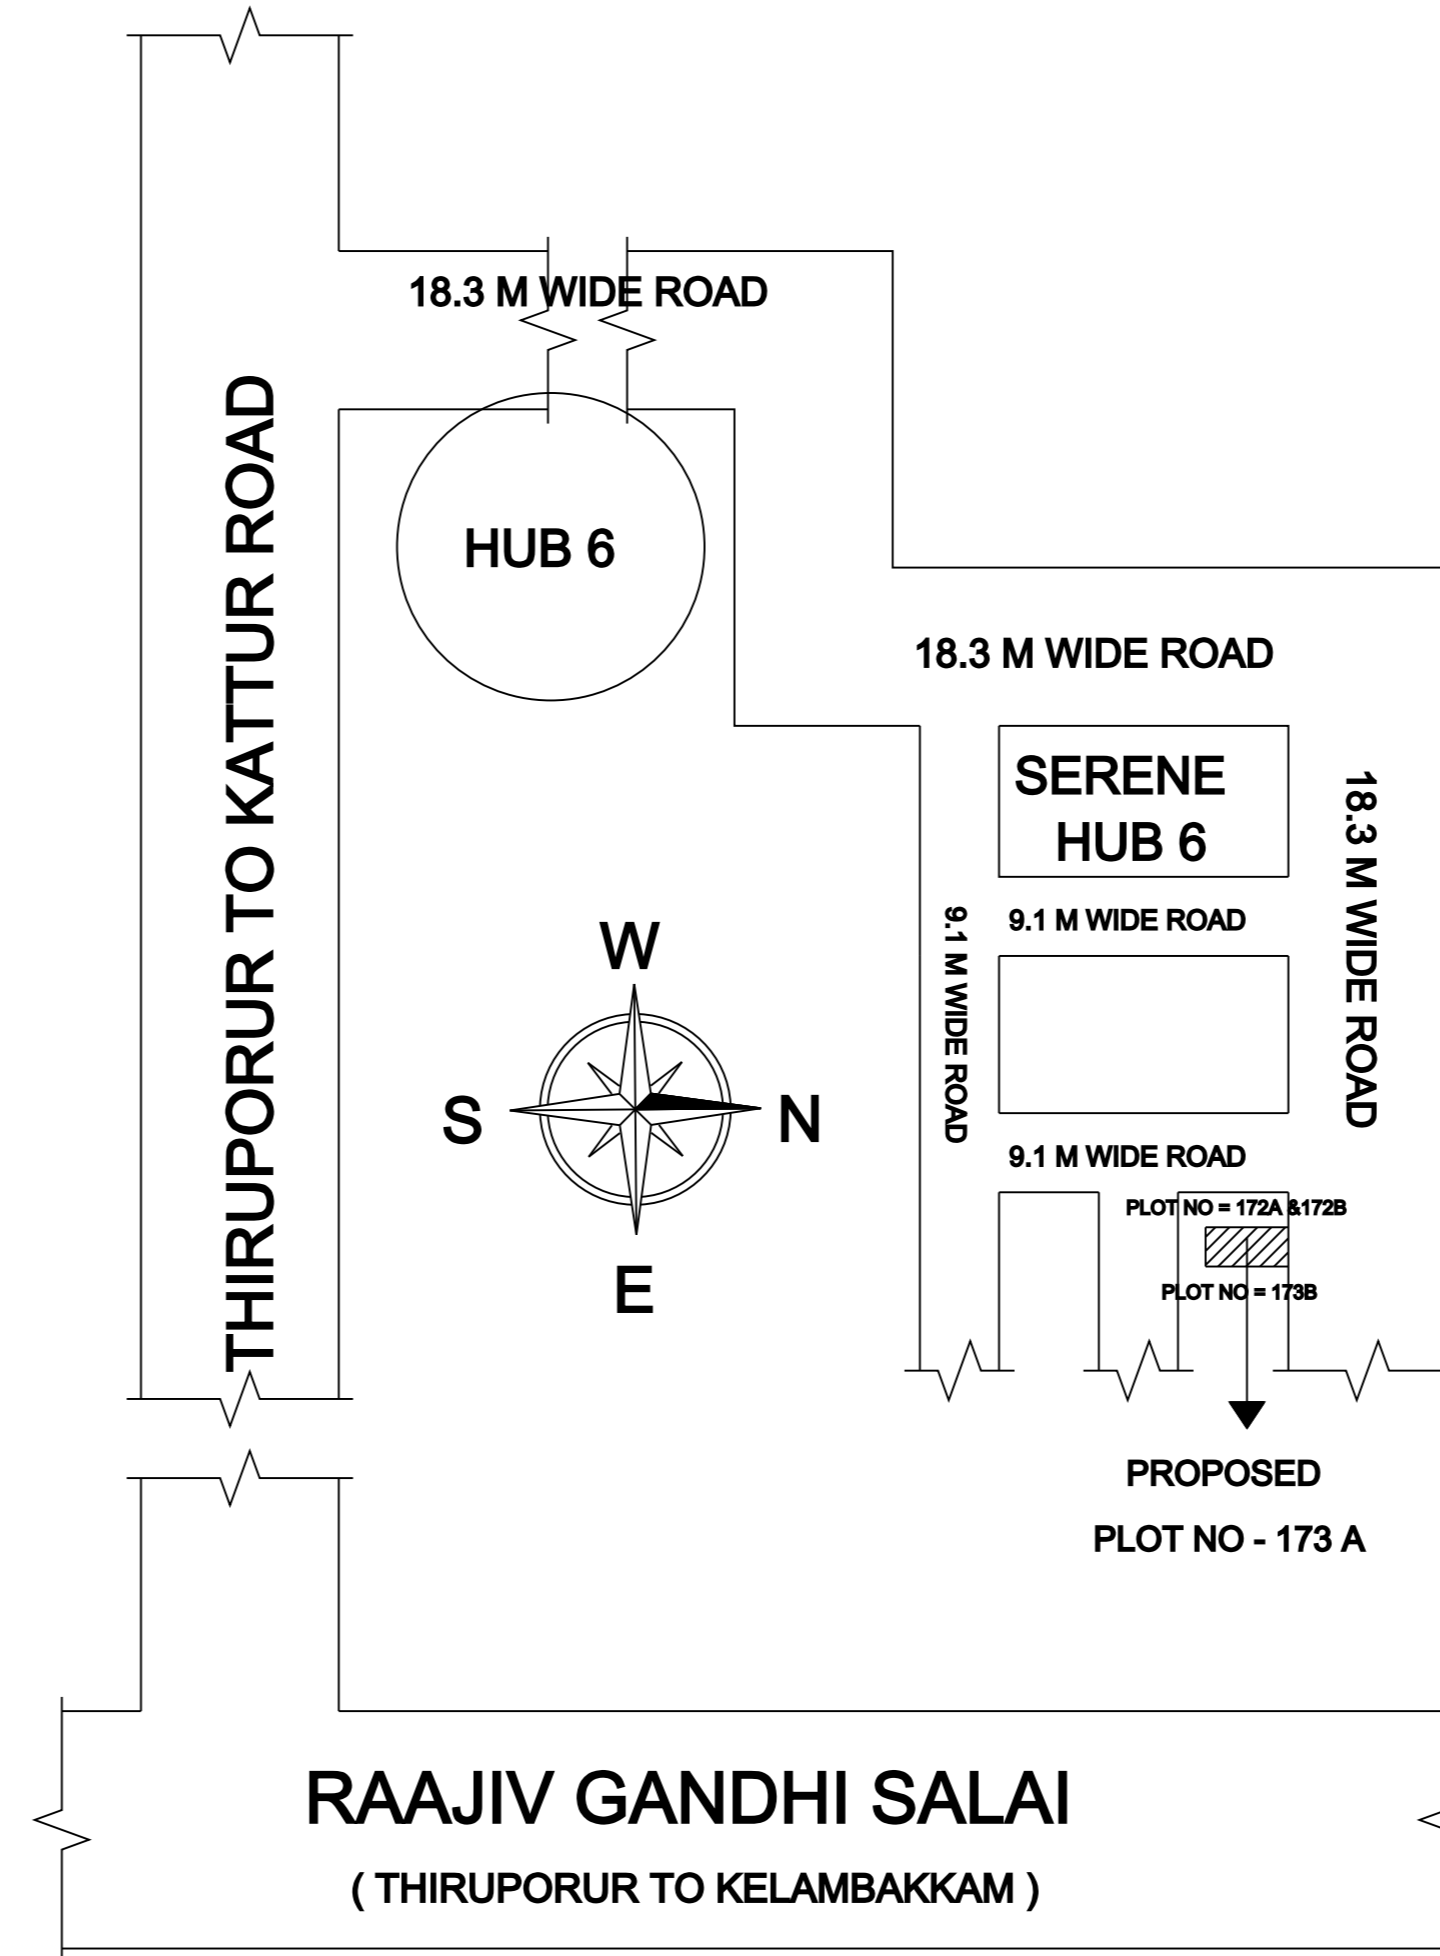 18.3 M WIDE ROAD
THIRUPORUR TO KATTUR ROAD
HUB 6
18.3 M WIDE ROAD
SERENE
HUB 6
18.3 M WIDE ROAD
9.1 M WIDE ROAD
9.1 M WIDE ROAD
W
S
N
E
9.1 M WIDE ROAD
PLOT NO = 172A &172B
PLOT NO = 173B
PROPOSED
PLOT NO - 173 A
RAAJIV GANDHI SALAI
( THIRUPORUR TO KELAMBAKKAM )